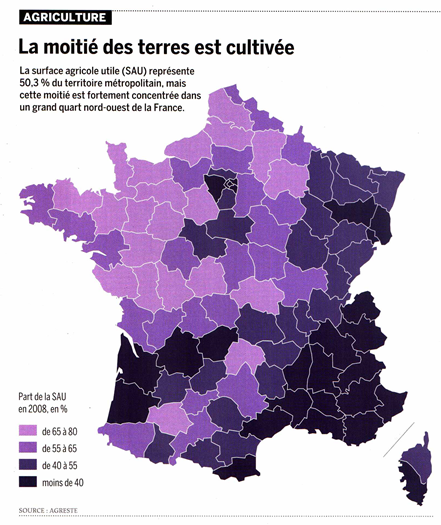 AGRICULTURE
La moitié des terres est cultivée
La surface agricole utile (SAU) représente
50,3 % du territoire métropolitain, mais
cette moitié est fortement concentrée dans
un grand quart nord-ouest de la France.
Part de la SAU
en 2008, en %
de 65 à 80
de 55 à 65
de 40 à 55
moins de 40
SOURCE : AGRESTE